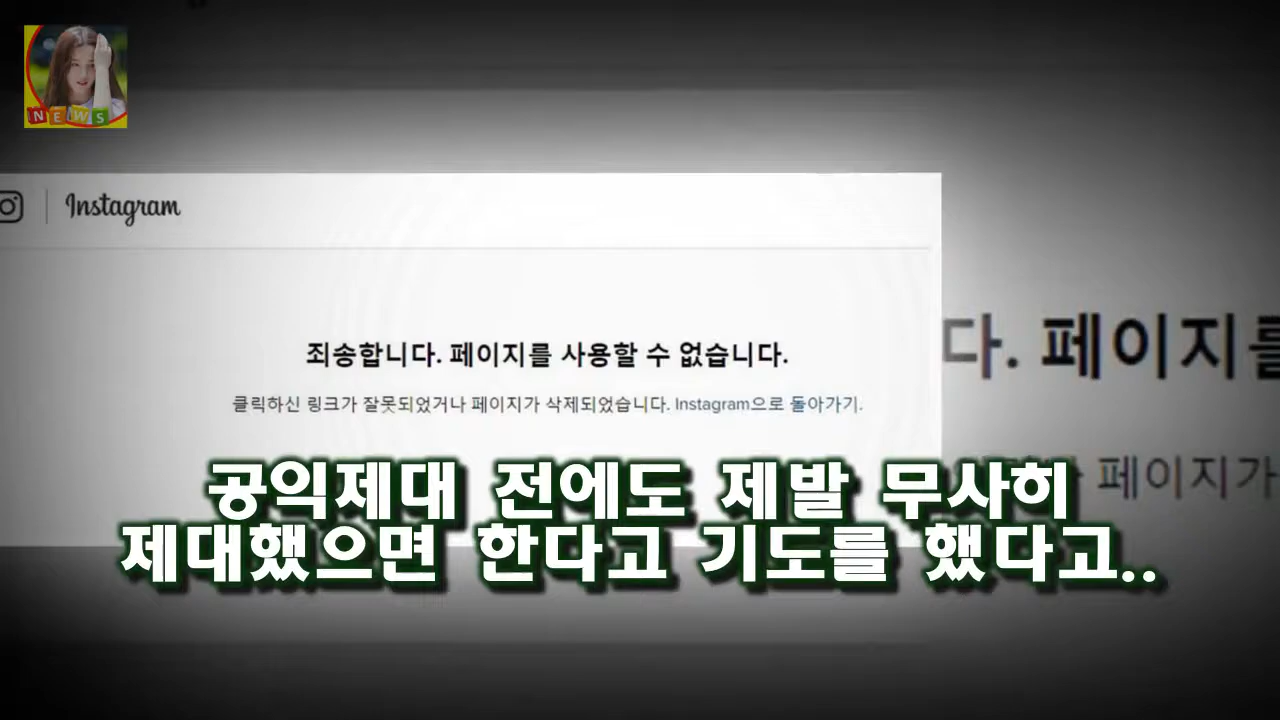 NEWS
Instagram
죄송합니다. 페이지를 사용할 수 없습니다.
클릭하신 링크가 잘못되었거나 페이지가 삭제되었습니다. Instagram으로 돌아가기.
다. 페이지를
페이지가
공익제대 전에도 제발 무사히
제대했으면 한다고 기도를 했다고..